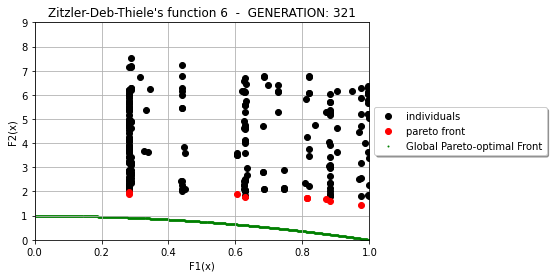 Zitzler-Deb-Thiele's function 6 - GENERATION: 321
9
8
7
6
5
4
3
2
1
0
F2(x)
0.0 0.2 0.4 0.6 0.8 1.0
F1(x)
individuals
pareto front
Global Pareto-optimal Front